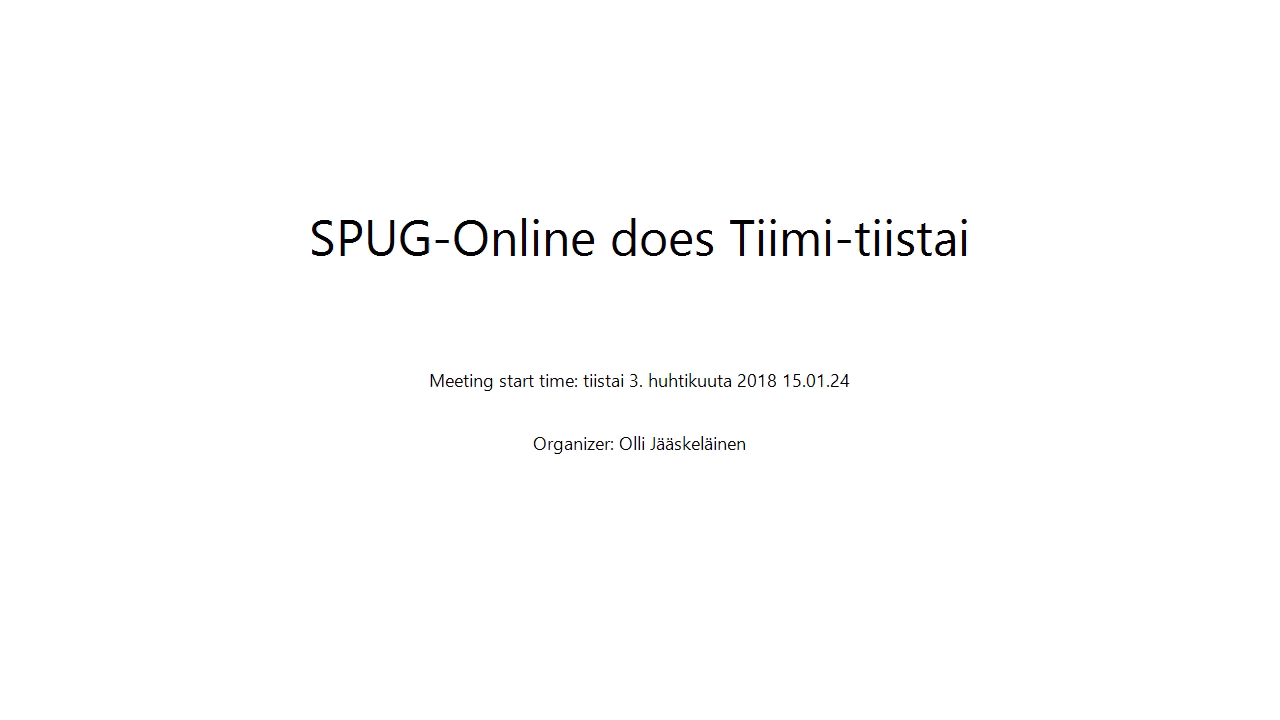 SPUG-Online does Tiimi-tiistai
Meeting start time: tiistai 3. huhtikuuta 2018 15.01.24
Organizer: Olli Jääskeläinen